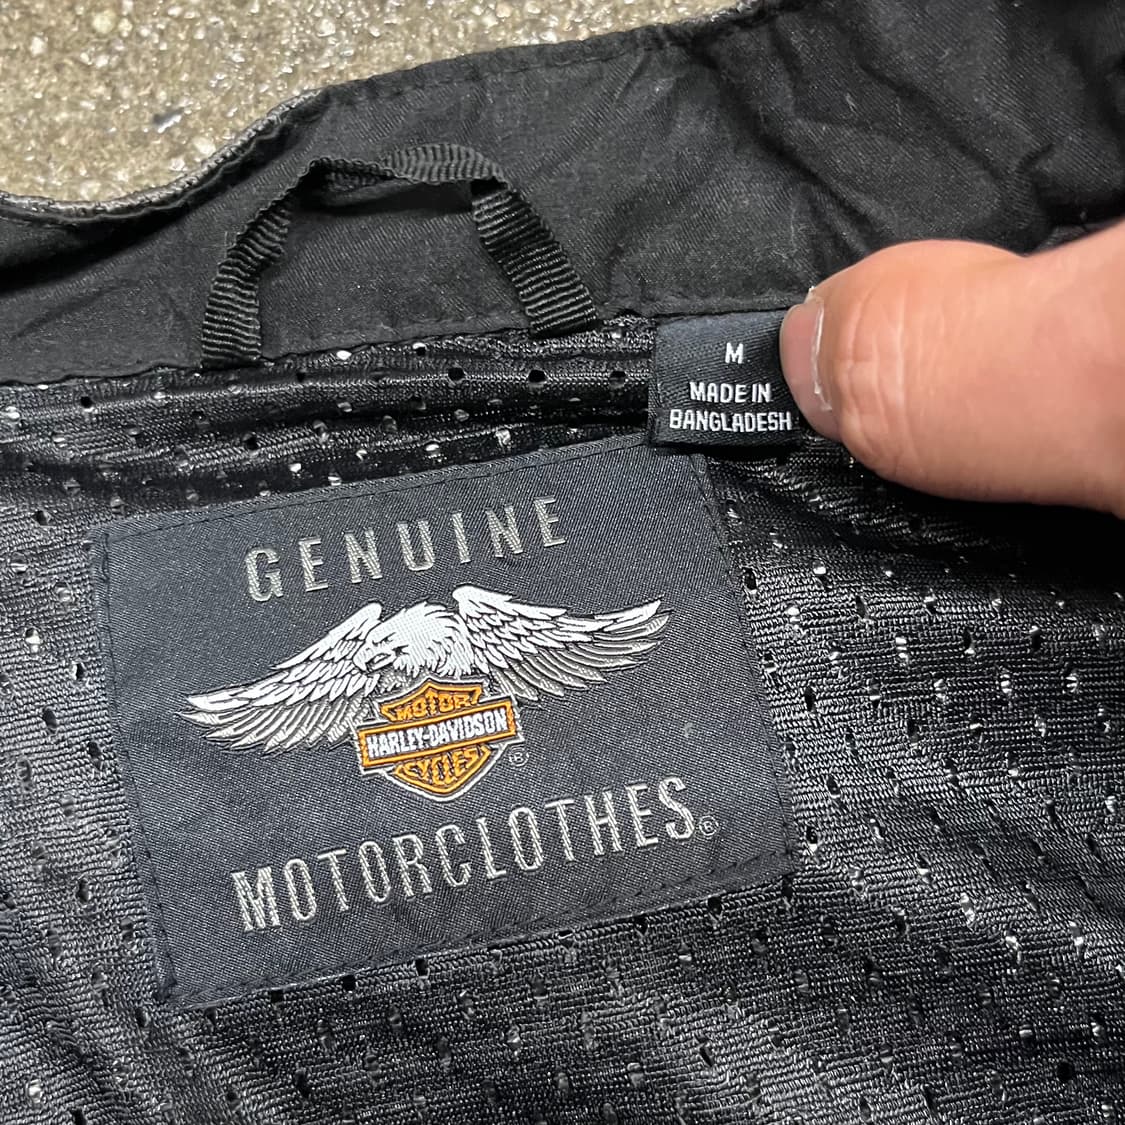 M
MADE IN
BANGLADESH
GENUINE
MOTOR
HARLEY-DAVIDSON
CYCLES
®
MOTORCLOTHES®